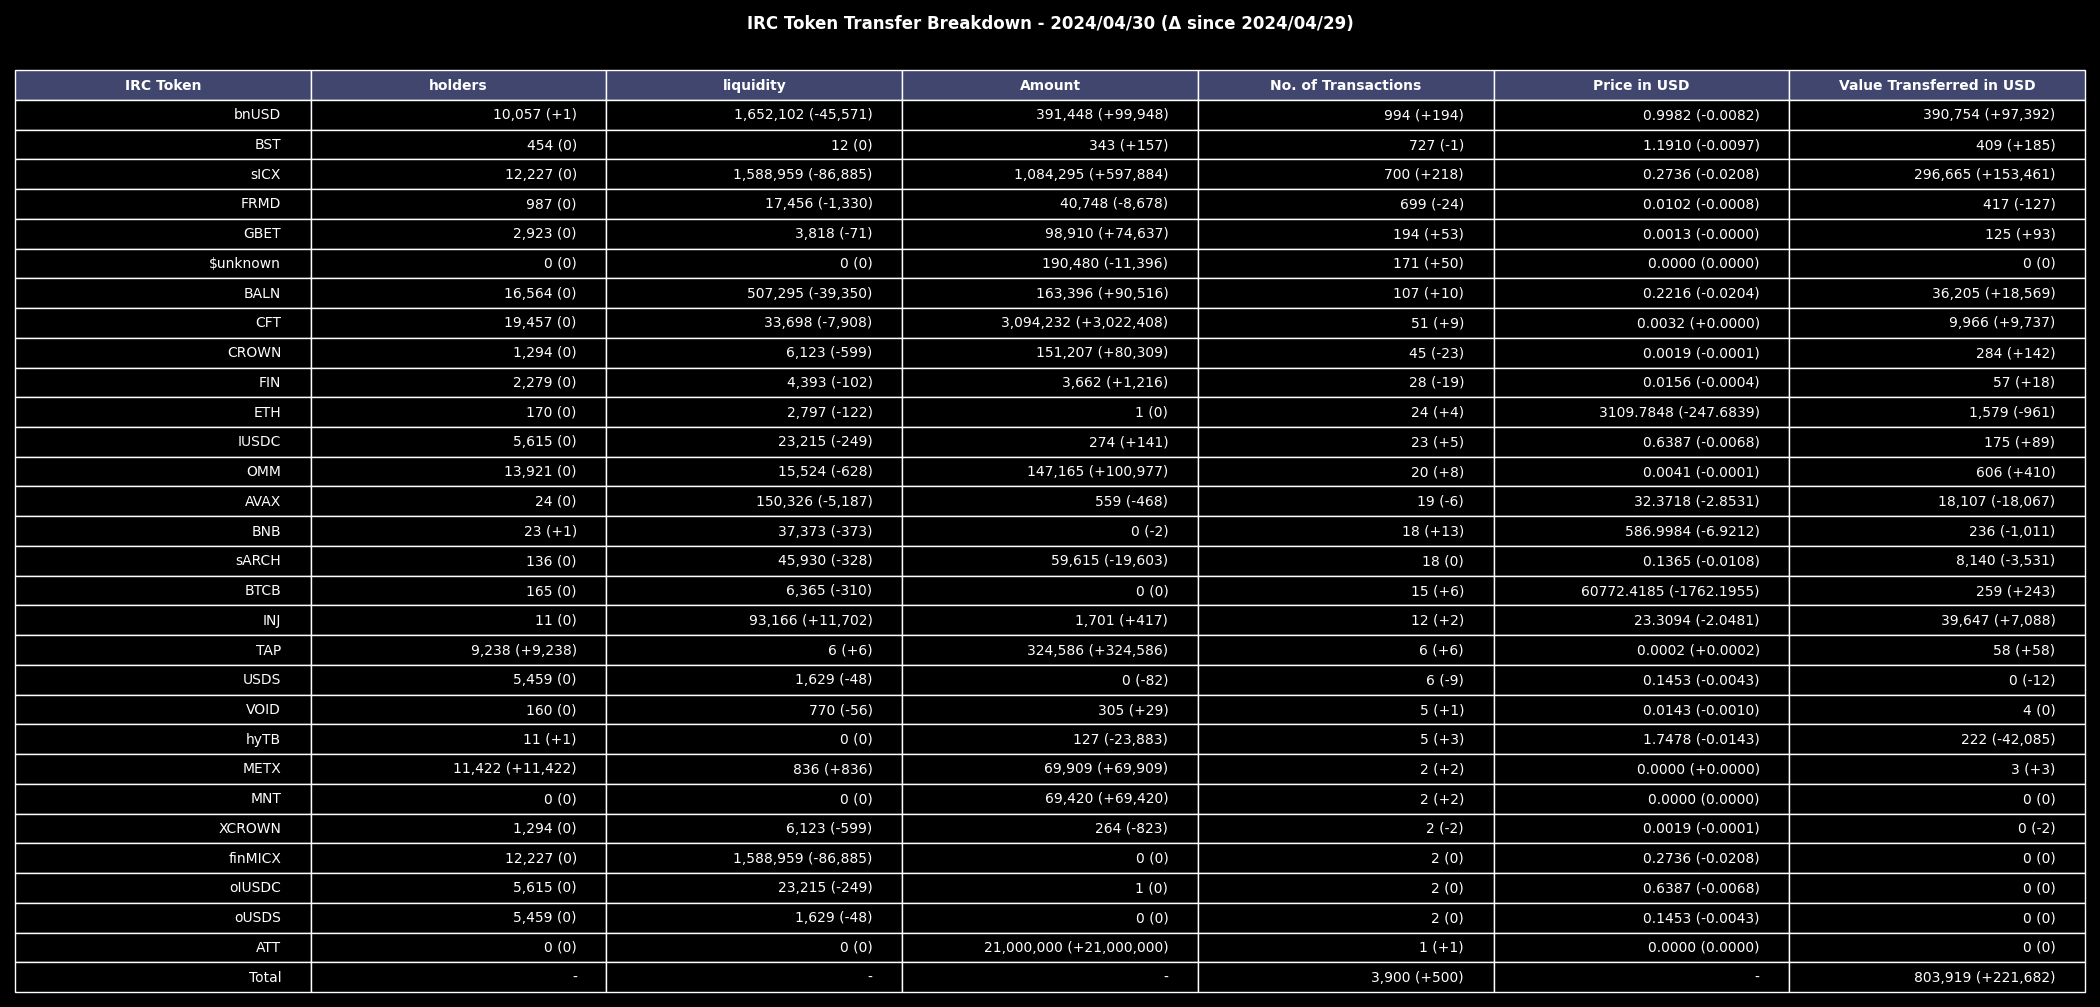 IRC Token Transfer Breakdown - 2024/04/30 (Δ since 2024/04/29)
IRC Token holders liquidity Amount No. of Transactions Price in USD Value Transferred in USD
bnUSD 10,057 (+1) 1,652,102 (-45,571) 391,448 (+99,948) 994 (+194) 0.9982 (-0.0082) 390,754 (+97,392)
BST 454 (0) 12 (0) 343 (+157) 727 (-1) 1.1910 (-0.0097) 409 (+185)
sICX 12,227 (0) 1,588,959 (-86,885) 1,084,295 (+597,884) 700 (+218) 0.2736 (-0.0208) 296,665 (+153,461)
FRMD 987 (0) 17,456 (-1,330) 40,748 (-8,678) 699 (-24) 0.0102 (-0.0008) 417 (-127)
GBET 2,923 (0) 3,818 (-71) 98,910 (+74,637) 194 (+53) 0.0013 (-0.0000) 125 (+93)
$unknown 0 (0) 0 (0) 190,480 (-11,396) 171 (+50) 0.0000 (0.0000) 0 (0)
BALN 16,564 (0) 507,295 (-39,350) 163,396 (+90,516) 107 (+10) 0.2216 (-0.0204) 36,205 (+18,569)
CFT 19,457 (0) 33,698 (-7,908) 3,094,232 (+3,022,408) 51 (+9) 0.0032 (+0.0000) 9,966 (+9,737)
CROWN 1,294 (0) 6,123 (-599) 151,207 (+80,309) 45 (-23) 0.0019 (-0.0001) 284 (+142)
FIN 2,279 (0) 4,393 (-102) 3,662 (+1,216) 28 (-19) 0.0156 (-0.0004) 57 (+18)
ETH 170 (0) 2,797 (-122) 1 (0) 24 (+4) 3109.7848 (-247.6839) 1,579 (-961)
IUSDC 5,615 (0) 23,215 (-249) 274 (+141) 23 (+5) 0.6387 (-0.0068) 175 (+89)
OMM 13,921 (0) 15,524 (-628) 147,165 (+100,977) 20 (+8) 0.0041 (-0.0001) 606 (+410)
AVAX 24 (0) 150,326 (-5,187) 559 (-468) 19 (-6) 32.3718 (-2.8531) 18,107 (-18,067)
BNB 23 (+1) 37,373 (-373) 0 (-2) 18 (+13) 586.9984 (-6.9212) 236 (-1,011)
sARCH 136 (0) 45,930 (-328) 59,615 (-19,603) 18 (0) 0.1365 (-0.0108) 8,140 (-3,531)
BTCB 165 (0) 6,365 (-310) 0 (0) 15 (+6) 60772.4185 (-1762.1955) 259 (+243)
INJ 11 (0) 93,166 (+11,702) 1,701 (+417) 12 (+2) 23.3094 (-2.0481) 39,647 (+7,088)
TAP 9,238 (+9,238) 6 (+6) 324,586 (+324,586) 6 (+6) 0.0002 (+0.0002) 58 (+58)
USDS 5,459 (0) 1,629 (-48) 0 (-82) 6 (-9) 0.1453 (-0.0043) 0 (-12)
VOID 160 (0) 770 (-56) 305 (+29) 5 (+1) 0.0143 (-0.0010) 4 (0)
hyTB 11 (+1) 0 (0) 127 (-23,883) 5 (+3) 1.7478 (-0.0143) 222 (-42,085)
METX 11,422 (+11,422) 836 (+836) 69,909 (+69,909) 2 (+2) 0.0000 (+0.0000) 3 (+3)
MNT 0 (0) 0 (0) 69,420 (+69,420) 2 (+2) 0.0000 (0.0000) 0 (0)
XCROWN 1,294 (0) 6,123 (-599) 264 (-823) 2 (-2) 0.0019 (-0.0001) 0 (-2)
finMICX 12,227 (0) 1,588,959 (-86,885) 0 (0) 2 (0) 0.2736 (-0.0208) 0 (0)
oIUSDC 5,615 (0) 23,215 (-249) 1 (0) 2 (0) 0.6387 (-0.0068) 0 (0)
oUSDS 5,459 (0) 1,629 (-48) 0 (0) 2 (0) 0.1453 (-0.0043) 0 (0)
ATT 0 (0) 0 (0) 21,000,000 (+21,000,000) 1 (+1) 0.0000 (0.0000) 0 (0)
Total - - - 3,900 (+500) - 803,919 (+221,682)